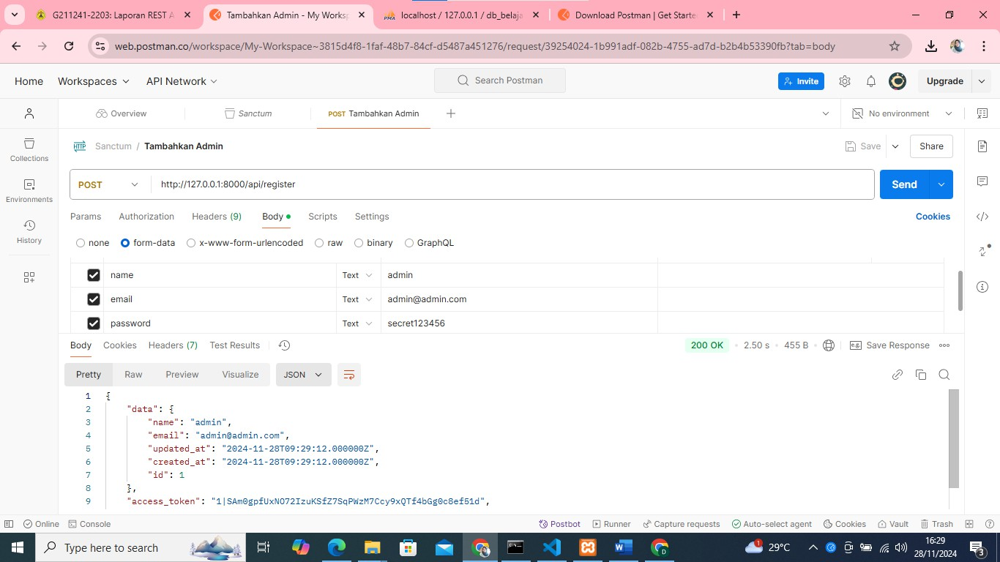 G211241-2203: Laporan REST A
Tambahkan Admin - My Worksp
localhost / 127.0.0.1 / db_belaja
Download Postman | Get Starte
web.postman.co/workspace/My-Workspace~3815d4f8-1faf-48b7-84cf-d5487a451276/request/39254024-1b991adf-082b-4755-ad7d-b2b4b53390fb?tab=body
Home Workspaces API Network Search Postman Invite Upgrade
Overview Sanctum POST Tambahkan Admin No environment
HTTP Sanctum / Tambahkan Admin Save Share
Collections
Environments
History
POST http://127.0.0.1:8000/api/register Send
Params Authorization Headers (9) Body Scripts Settings Cookies
none form-data x-www-form-urlencoded raw binary GraphQL
name Text admin
email Text admin@admin.com
password Text secret123456
Body Cookies Headers (7) Test Results 200 OK 2.50 s 455 B e.g. Save Response
Pretty Raw Preview Visualize JSON
1 {
2 "data": {
3 "name": "admin",
4 "email": "admin@admin.com",
5 "updated_at": "2024-11-28T09:29:12.000000Z",
6 "created_at": "2024-11-28T09:29:12.000000Z",
7 "id": 1
8 },
9 "access_token": "1|SAm0gpfUxNO72IzuKSfZ7SqPWzM7Ccy9xQTf4bGg0c8ef51d",
Online Console Postbot Runner Capture requests Auto-select agent Cookies Vault Trash
Type here to search 29°C 16:29
28/11/2024 3